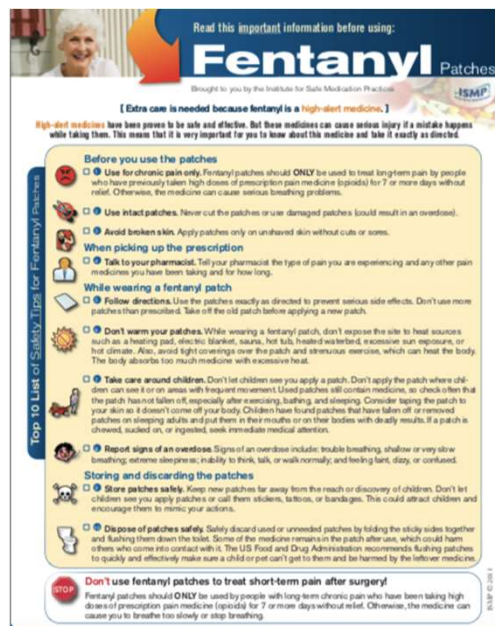 Read this important information before using:
Fentanyl Patches
Brought to you by the Institute for Safe Medication Practices
ISMP
[ Extra care is needed because fentanyl is a high-alert medicine. ]
High-alert medicines have been proven to be safe and effective. But these medicines can cause serious injury if a mistake happens
while taking them. This means that it is very important for you to know about this medicine and take it exactly as directed.
Top 10 List of Safety Tips for Fentanyl Patches
Before you use the patches
Use for chronic pain only. Fentanyl patches should ONLY be used to treat long-term pain by people
who have previously taken high doses of prescription pain medicine (opioids) for 7 or more days without
relief. Otherwise, the medicine can cause serious breathing problems.
Use intact patches. Never cut the patches or use damaged patches (could result in an overdose).
Avoid broken skin. Apply patches only on unshaved skin without cuts or sores.
When picking up the prescription
Talk to your pharmacist. Tell your pharmacist the type of pain you are experiencing and any other pain
medicines you have been taking and for how long.
While wearing a fentanyl patch
Follow directions. Use the patches exactly as directed to prevent serious side effects. Don't use more
patches than prescribed. Take off the old patch before applying a new patch.
Don't warm your patches. While wearing a fentanyl patch, don't expose the site to heat sources
such as a heating pad, electric blanket, sauna, hot tub, heated waterbed, excessive sun exposure, or
hot climate. Also, avoid tight coverings over the patch and strenuous exercise, which can heat the body.
The body absorbs too much medicine with excessive heat.
Take care around children. Don't let children see you apply a patch. Don't apply the patch where chil-
dren can see it or on areas with frequent movement. Used patches still contain medicine, so check often that
the patch has not fallen off, especially after exercising, bathing, and sleeping. Consider taping the patch to
your skin so it doesn't come off your body. Children have found patches that have fallen off or removed
patches on sleeping adults and put them in their mouths or on their bodies with deadly results. If a patch is
chewed, sucked on, or ingested, seek immediate medical attention.
Report signs of an overdose. Signs of an overdose include: trouble breathing, shallow or very slow
breathing; extreme sleepiness; inability to think, talk, or walk normally; and feeling faint, dizzy, or confused.
Storing and discarding the patches
Store patches safely. Keep new patches far away from the reach or discovery of children. Don't let
children see you apply patches or call them stickers, tattoos, or bandages. This could attract children and
encourage them to mimic your actions.
Dispose of patches safely. Safely discard used or unneeded patches by folding the sticky sides together
and flushing them down the toilet. Some of the medicine remains in the patch after use, which could harm
others who come into contact with it. The US Food and Drug Administration recommends flushing patches
to quickly and effectively make sure a child or pet can't get to them and be harmed by the leftover medicine.
STOP
Don't use fentanyl patches to treat short-term pain after surgery!
Fentanyl patches should ONLY be used by people with long-term chronic pain who have been taking high
doses of prescription pain medicine (opioids) for 7 or more days without relief. Otherwise, the medicine can
cause you to breathe too slowly or stop breathing.